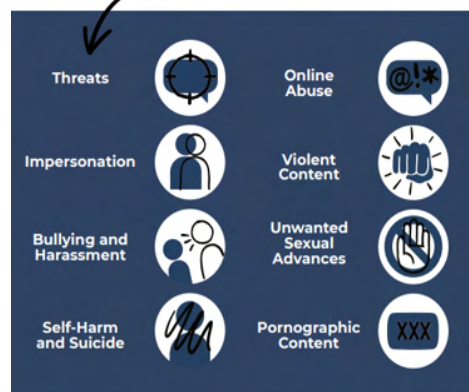 Threats
Online
Abuse
@!*
Impersonation
Violent
Content
Bullying and
Harassment
Unwanted
Sexual
Advances
Self-Harm
and Suicide
Pornographic
Content
XXX